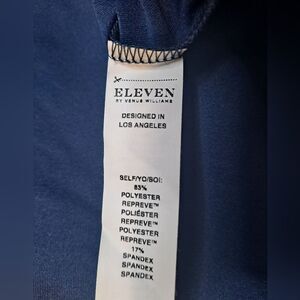 ELEVEN
BY VENUS WILLIAMS
DESIGNED IN
LOS ANGELES
SELF/YO/SOI:
83%
POLYESTER
REPREVE™
POLIÉSTER
REPREVE™
POLYESTER
REPREVE™
17%
SPANDEX
SPANDEX
SPANDEX